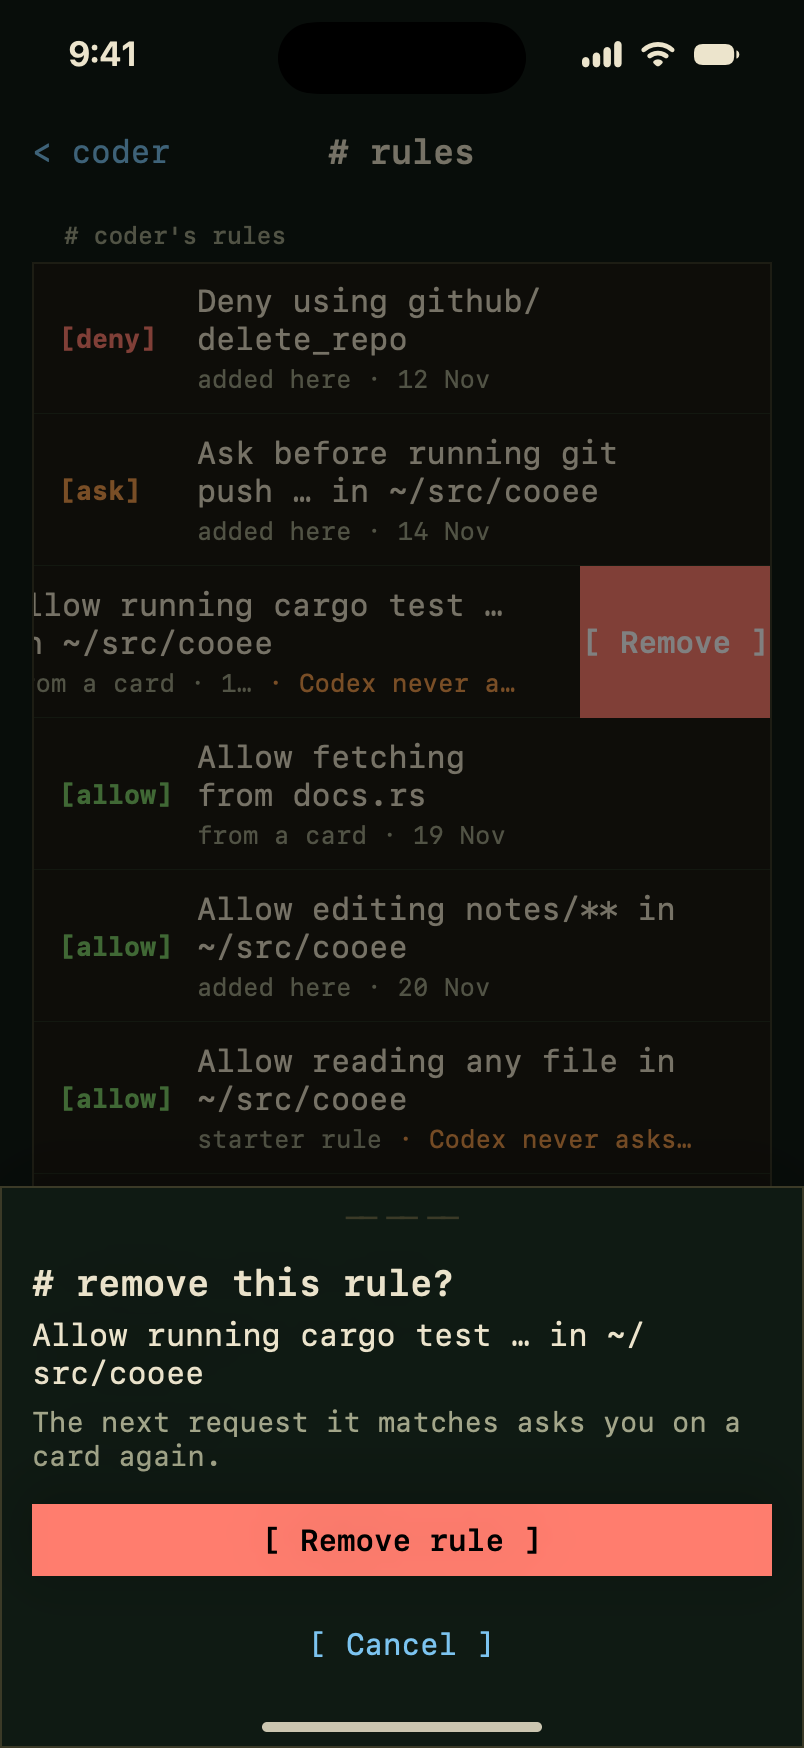 9:41
< coder
# rules
# coder's rules
[deny]
Deny using github/
delete_repo
added here · 12 Nov
[ask]
Ask before running git
push … in ~/src/cooee
added here · 14 Nov
llow running cargo test …
n ~/src/cooee
om a card · 1… · Codex never a…
[ Remove ]
[allow]
Allow fetching
from docs.rs
from a card · 19 Nov
[allow]
Allow editing notes/** in
~/src/cooee
added here · 20 Nov
[allow]
Allow reading any file in
~/src/cooee
starter rule · Codex never asks…
# remove this rule?
Allow running cargo test … in ~/
src/cooee
The next request it matches asks you on a
card again.
[ Remove rule ]
[ Cancel ]